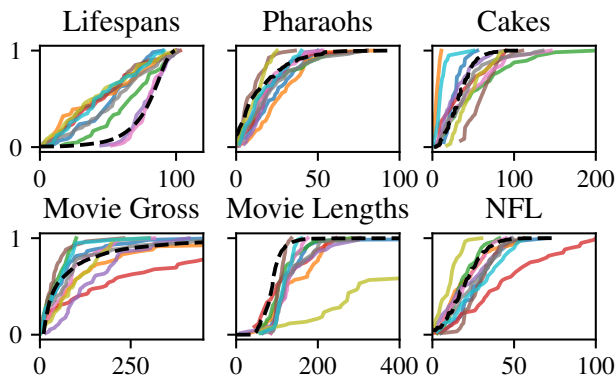 Lifespans Pharaohs Cakes
1
0
0 100 0 50 100 0 100 200
Movie Gross Movie Lengths NFL
1
0
250 0 200 400 0 50 100